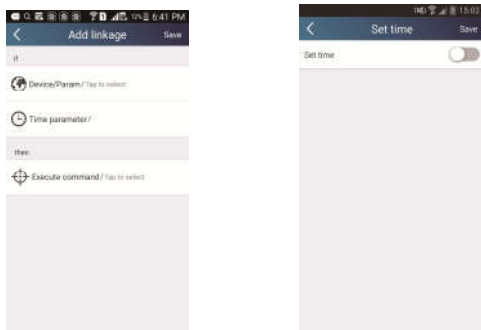 6:41 PM
Add linkage
Save
if
Device/Param/Tap to select
Time parameter/
then
Execute command/Tap to select
15:02
Set time
Save
Set time